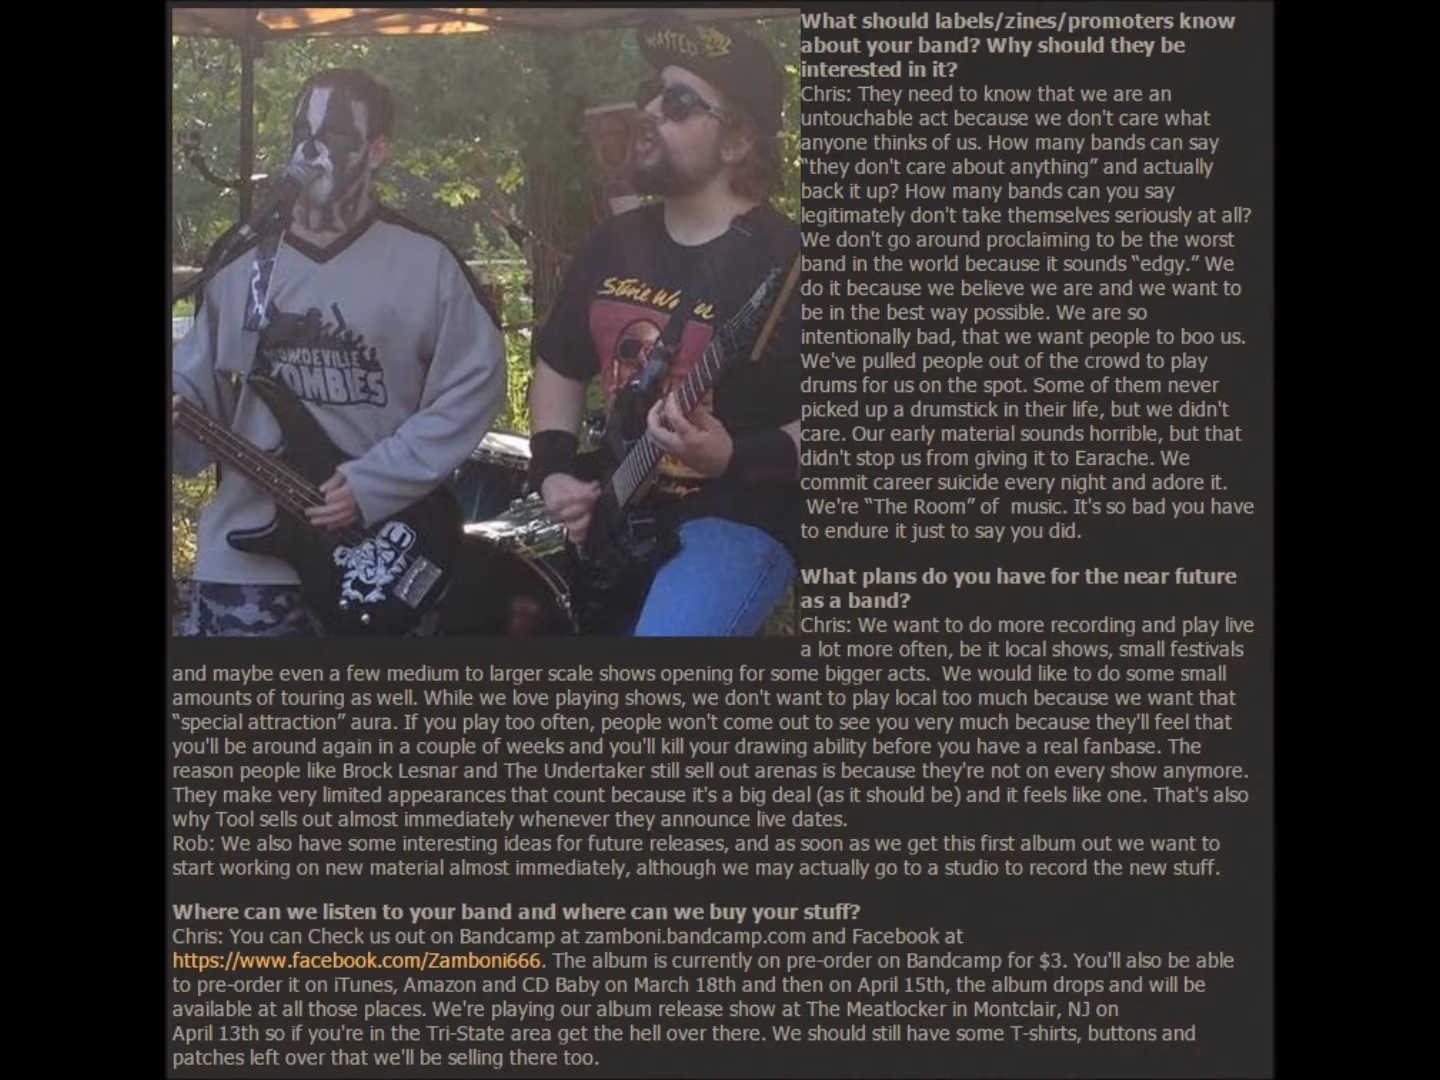 WASTED
What should labels/zines/promoters know
about your band? Why should they be
interested in it?
Chris: They need to know that we are an
untouchable act because we don't care what
anyone thinks of us. How many bands can say
“they don't care about anything” and actually
back it up? How many bands can you say
legitimately don't take themselves seriously at all?
We don't go around proclaiming to be the worst
band in the world because it sounds “edgy.” We
do it because we believe we are and we want to
be in the best way possible. We are so
intentionally bad, that we want people to boo us.
We've pulled people out of the crowd to play
drums for us on the spot. Some of them never
picked up a drumstick in their life, but we didn't
care. Our early material sounds horrible, but that
didn't stop us from giving it to Earache. We
commit career suicide every night and adore it.
We're “The Room” of music. It's so bad you have
to endure it just to say you did.
Stevie
ZOMBIES
What plans do you have for the near future
as a band?
Chris: We want to do more recording and play live
a lot more often, be it local shows, small festivals
and maybe even a few medium to larger scale shows opening for some bigger acts. We would like to do some small
amounts of touring as well. While we love playing shows, we don't want to play local too much because we want that
“special attraction” aura. If you play too often, people won't come out to see you very much because they'll feel that
you'll be around again in a couple of weeks and you'll kill your drawing ability before you have a real fanbase. The
reason people like Brock Lesnar and The Undertaker still sell out arenas is because they're not on every show anymore.
They make very limited appearances that count because it's a big deal (as it should be) and it feels like one. That's also
why Tool sells out almost immediately whenever they announce live dates.
Rob: We also have some interesting ideas for future releases, and as soon as we get this first album out we want to
start working on new material almost immediately, although we may actually go to a studio to record the new stuff.
Where can we listen to your band and where can we buy your stuff?
Chris: You can Check us out on Bandcamp at zamboni.bandcamp.com and Facebook at
https://www.facebook.com/Zamboni666. The album is currently on pre-order on Bandcamp for $3. You'll also be able
to pre-order it on iTunes, Amazon and CD Baby on March 18th and then on April 15th, the album drops and will be
available at all those places. We're playing our album release show at The Meatlocker in Montclair, NJ on
April 13th so if you're in the Tri-State area get the hell over there. We should still have some T-shirts, buttons and
patches left over that we'll be selling there too.